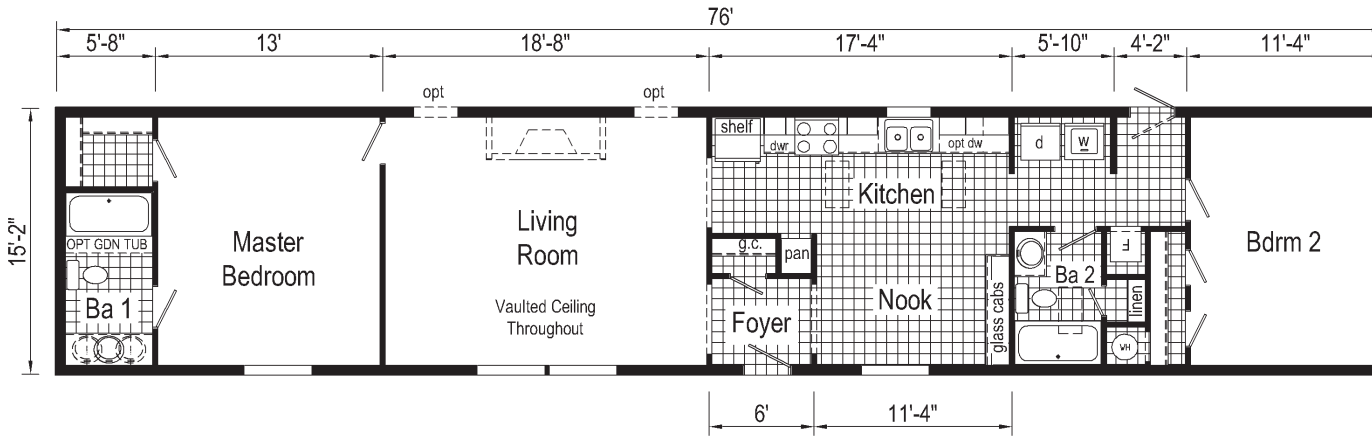 76'
5'-8"
13'
18'-8"
17'-4"
5'-10"
4'-2"
11'-4"
opt
opt
15'-2"
shelf
dwr
opt dw
d
w
Kitchen
Living
Room
Master
Bedroom
Bdrm 2
OPT GDN TUB
g.c.
pan
F
Ba 1
Ba 2
Vaulted Ceiling
Throughout
Foyer
Nook
glass cabs
linen
WH
6'
11'-4"